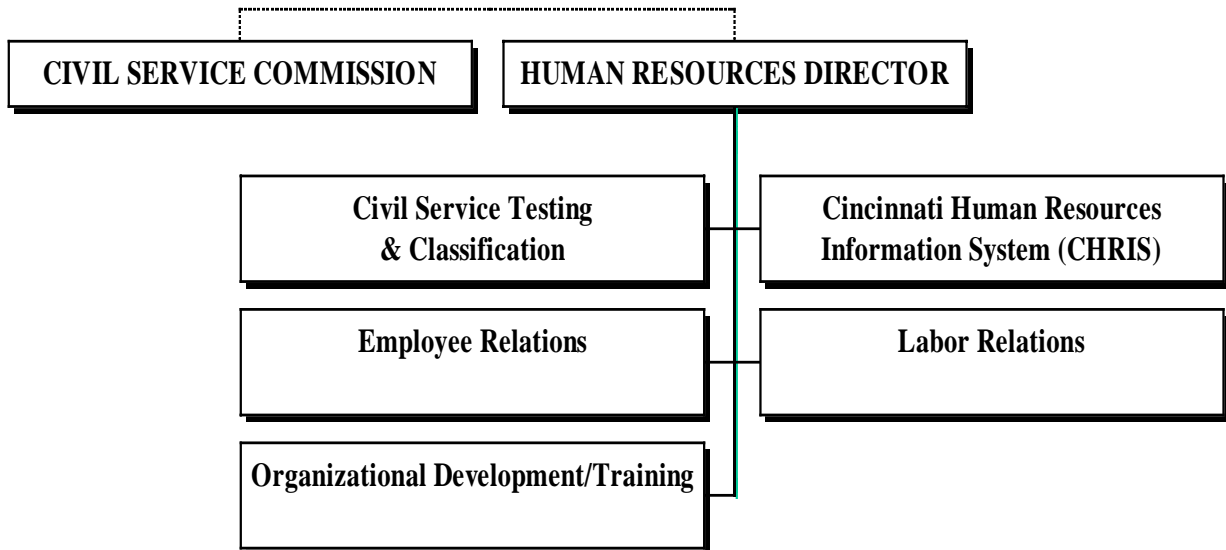 CIVIL SERVICE COMMISSION
HUMAN RESOURCES DIRECTOR
Civil Service Testing
& Classification
Cincinnati Human Resources
Information System (CHRIS)
Employee Relations
Labor Relations
Organizational Development/Training